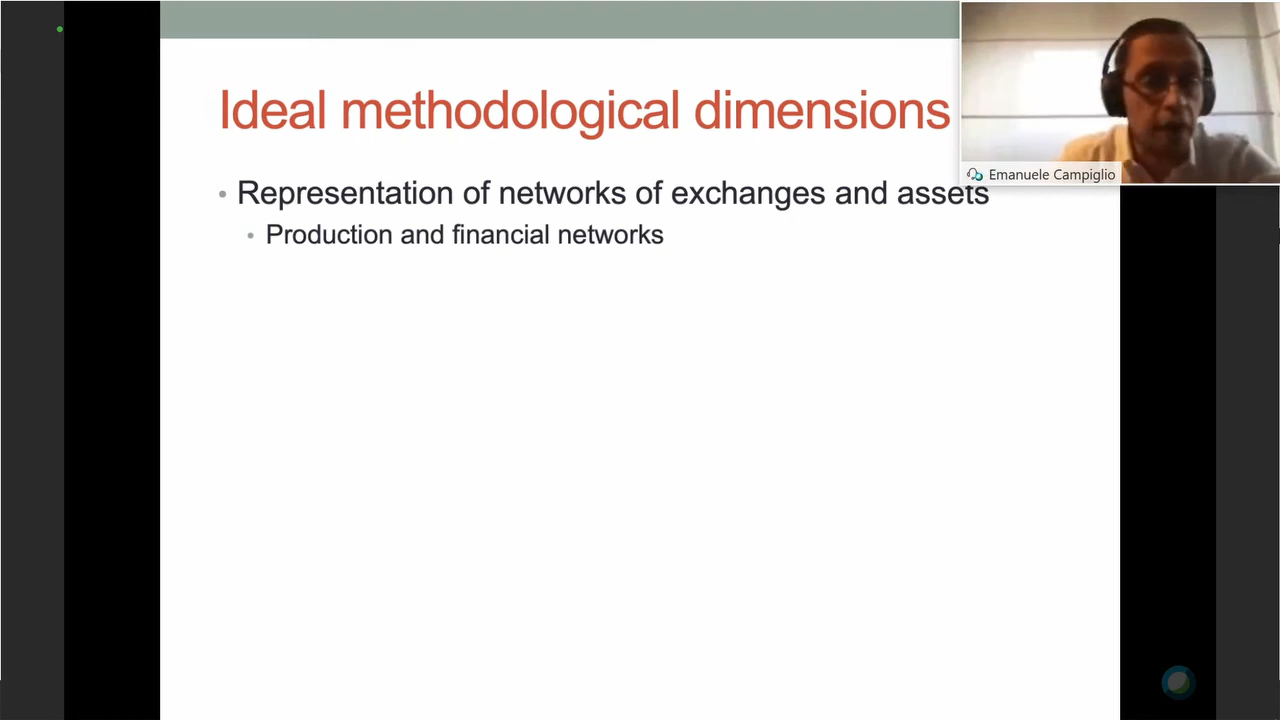 Ideal methodological dimensions
• Representation of networks of exchanges and assets
• Production and financial networks
Emanuele Campiglio